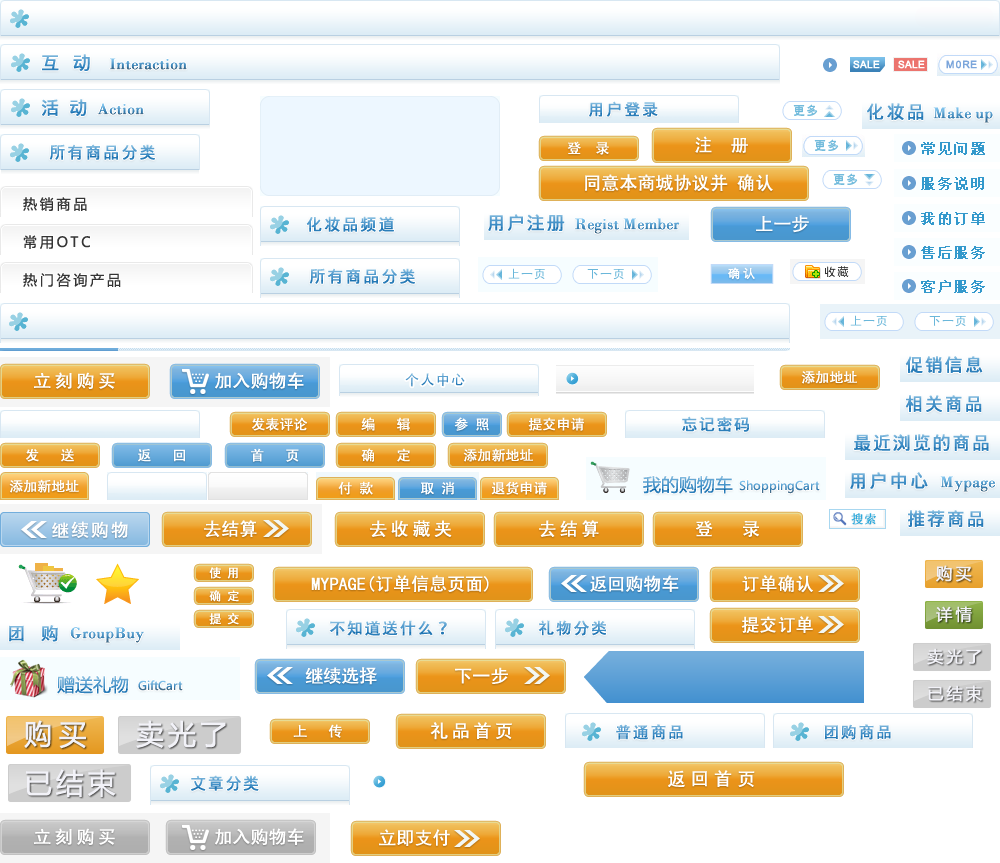 互 动 Interaction
SALE SALE MORE
活 动 Action
用户登录
更多
化妆品 Make up
所有商品分类
登 录
注 册
更多
常见问题
同意本商城协议并 确认
更多
服务说明
热销商品
化妆品频道
用户注册 Regist Member
上一步
我的订单
常用OTC
售后服务
热门咨询产品
所有商品分类
上一页 下一页
确 认
收藏
客户服务
上一页 下一页
立刻购买
加入购物车
个人中心
添加地址
促销信息
发表评论
编 辑
参 照
提交申请
忘记密码
相关商品
发 送
返 回
首 页
确 定
添加新地址
最近浏览的商品
添加新地址
付 款
取 消
退货申请
我的购物车 ShoppingCart
用户中心 Mypage
继续购物
去结算
去收藏夹
去结算
登 录
搜索
推荐商品
使 用
确 定
提 交
MYPAGE(订单信息页面)
返回购物车
订单确认
购买
团 购 GroupBuy
不知道送什么？
礼物分类
提交订单
详情
赠送礼物 GiftCart
继续选择
下一步
卖光了
已结束
购买
卖光了
上 传
礼品首页
普通商品
团购商品
已结束
文章分类
返回首页
立刻购买
加入购物车
立即支付